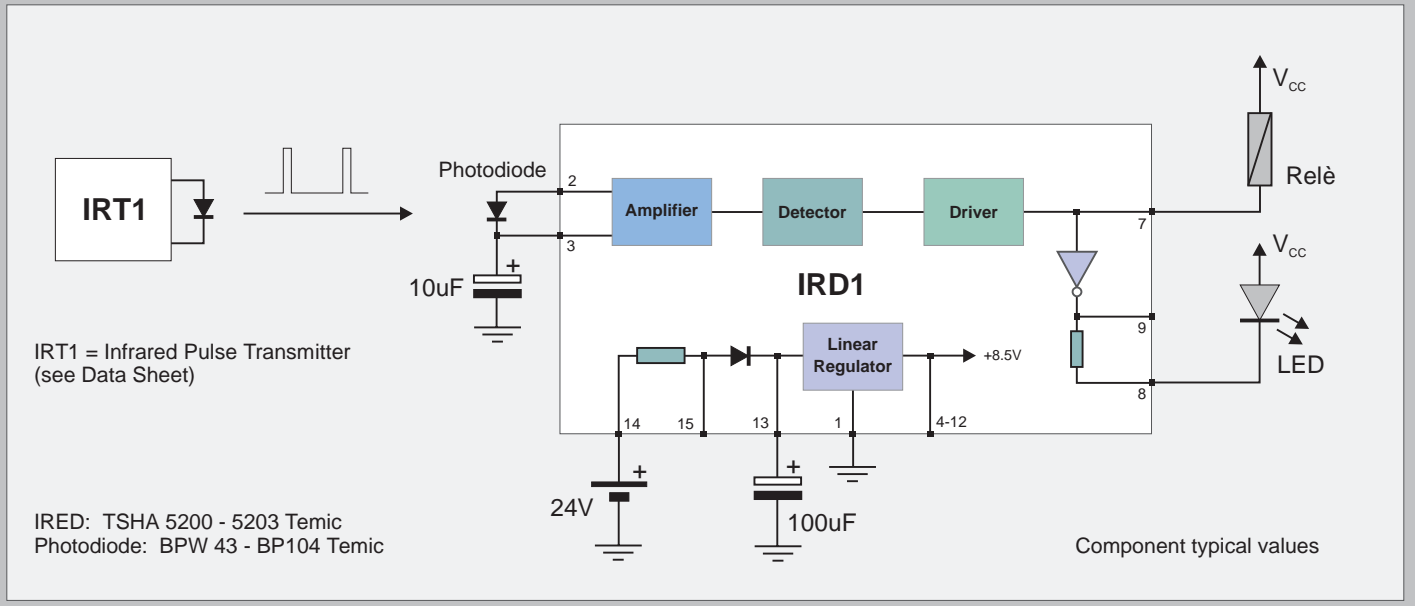 V_CC
Photodiode
2
IRT1
Amplifier
Detector
Driver
Relè
7
3
+
10uF
IRD1
V_CC
9
IRT1 = Infrared Pulse Transmitter
(see Data Sheet)
Linear
Regulator
+8.5V
LED
8
14
15
13
1
4-12
+
+
24V
100uF
IRED: TSHA 5200 - 5203 Temic
Photodiode: BPW 43 - BP104 Temic
Component typical values